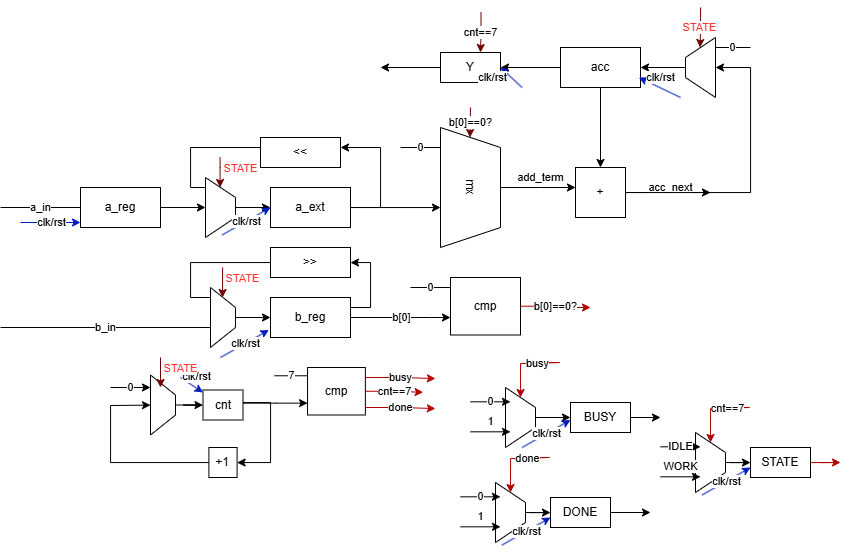 cnt==7
STATE
0
Y
acc
clk/rst
clk/rst
b[0]==0?
<<
0
STATE
mx
add_term
a_in
a_reg
a_ext
+
acc_next
clk/rst
clk/rst
>>
STATE
0
b_reg
b[0]
cmp
b[0]==0?
b_in
clk/rst
STATE
clk/rst
7
busy
0
cnt
cmp
cnt==7
done
busy
0
1
BUSY
clk/rst
cnt==7
+1
IDLE
WORK
STATE
clk/rst
done
0
1
DONE
clk/rst